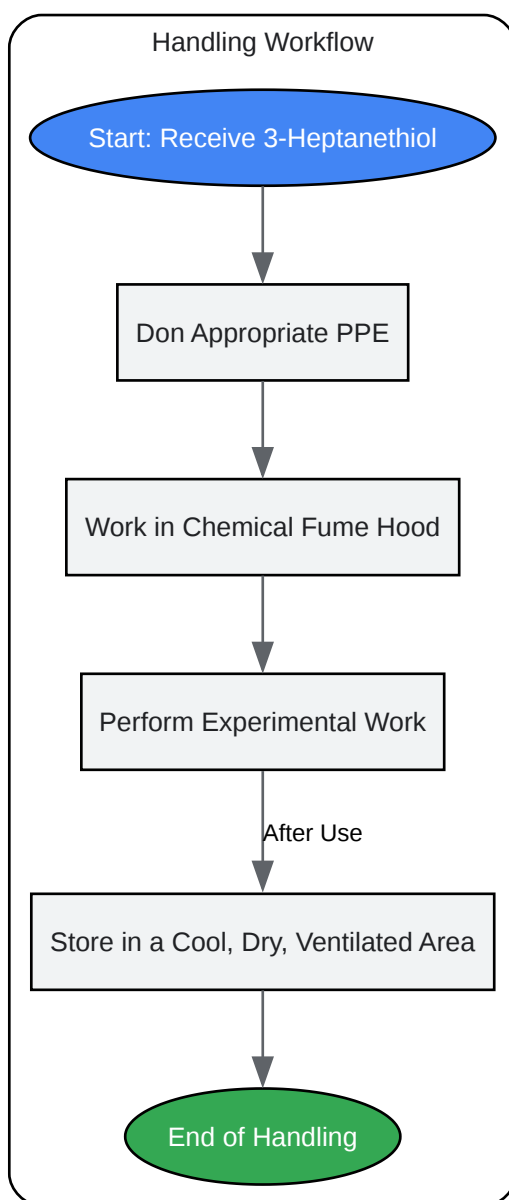 Handling Workflow
Start: Receive 3-Heptanethiol
Don Appropriate PPE
Work in Chemical Fume Hood
Perform Experimental Work
After Use
Store in a Cool, Dry, Ventilated Area
End of Handling